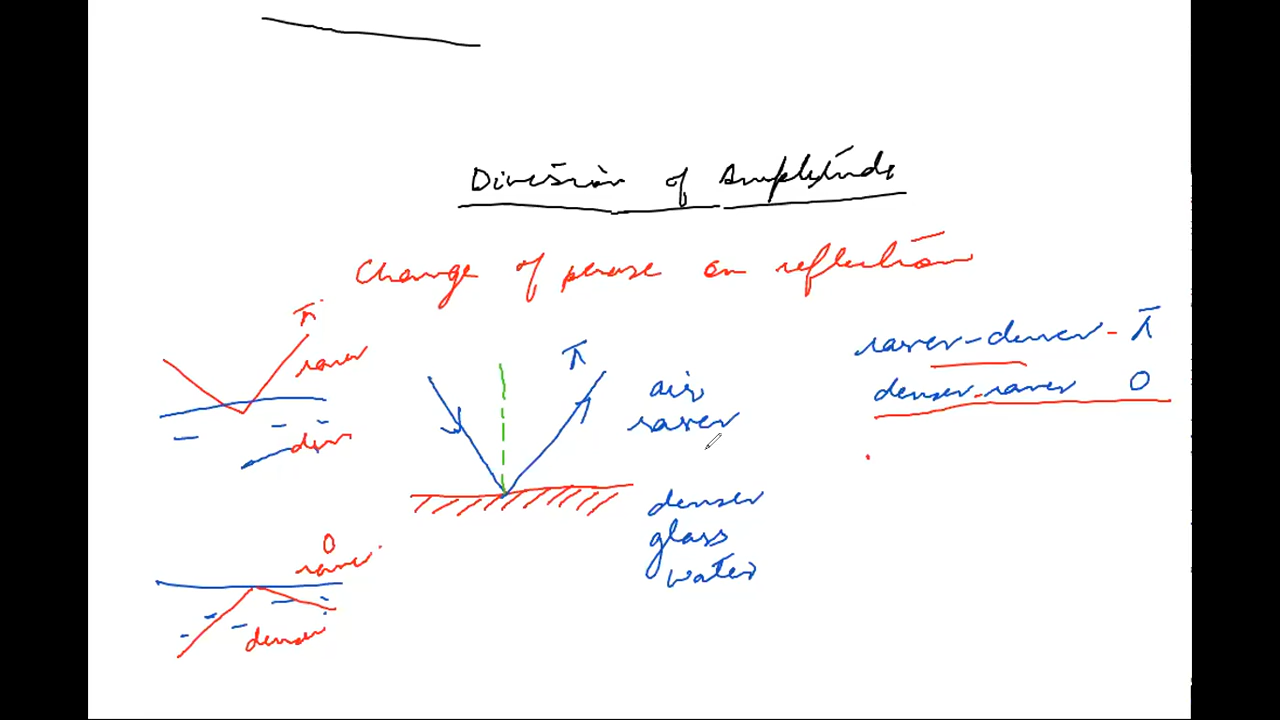 Division of Amplitude
Change of phase on reflection
π
rarer
denser
π
air
rarer
denser
glass
water
rarer-denser-π
denser-rarer 0
0
rarer
denser